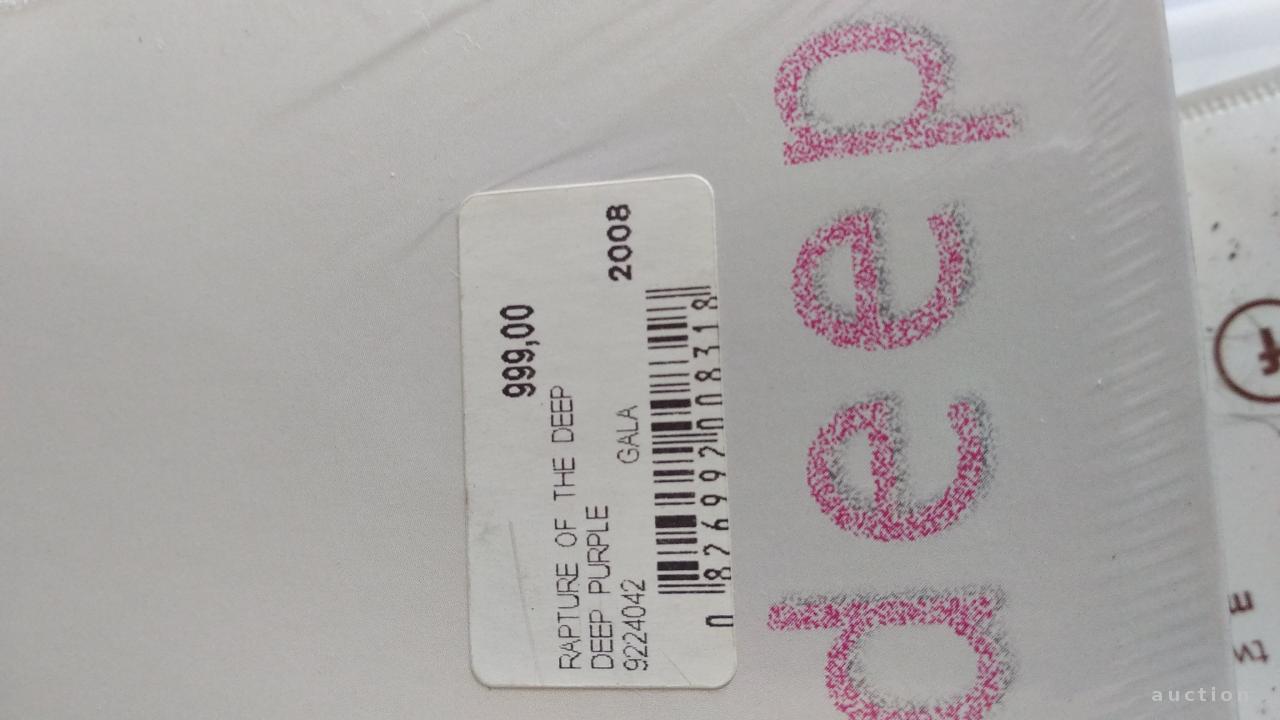 999,00
RAPTURE OF THE DEEP
DEEP PURPLE 2008
9224042 GALA
0 826992 008318
deep
auction